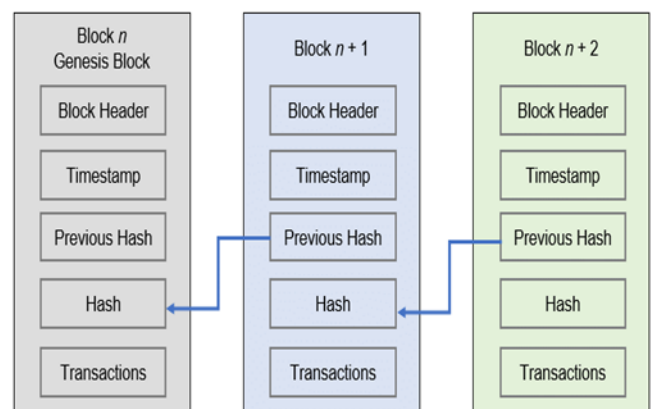 Block n
Genesis Block
Block Header
Timestamp
Previous Hash
Hash
Transactions
Block n + 1
Block Header
Timestamp
Previous Hash
Hash
Transactions
Block n + 2
Block Header
Timestamp
Previous Hash
Hash
Transactions